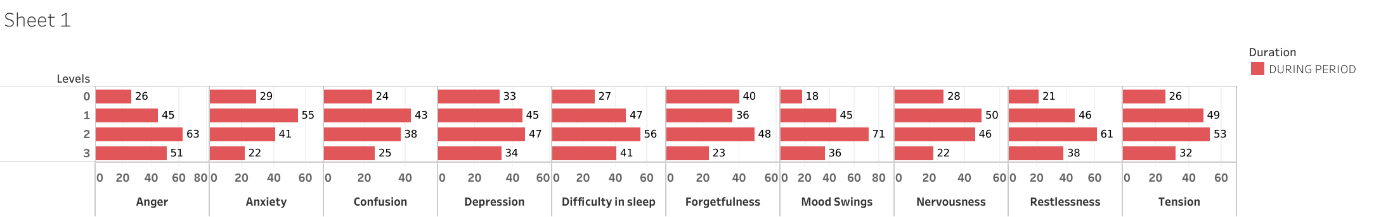 Sheet 1
Duration
DURING PERIOD
Levels
0 26 29 24 33 27 40 18 28 21 26
1 45 55 43 45 47 36 45 50 46 49
2 63 41 38 47 56 48 71 46 61 53
3 51 22 25 34 41 23 36 22 38 32
0 20 40 60 80 0 20 40 60 0 20 40 0 20 40 60 0 20 40 60 0 20 40 60 0 20 40 60 80 0 20 40 60 0 20 40 60 0 20 40 60
Anger Anxiety Confusion Depression Difficulty in sleep Forgetfulness Mood Swings Nervousness Restlessness Tension